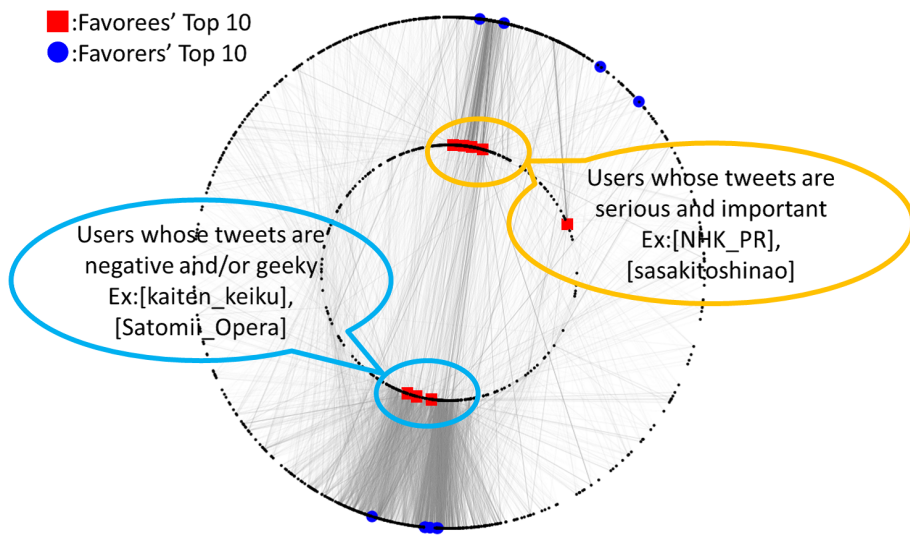 :Favorees' Top 10
:Favorers' Top 10
Users whose tweets are
serious and important
Ex:[NHK_PR],
[sasakitoshinao]
Users whose tweets are
negative and/or geeky
Ex:[kaiten_keiku],
[Satomii_Opera]